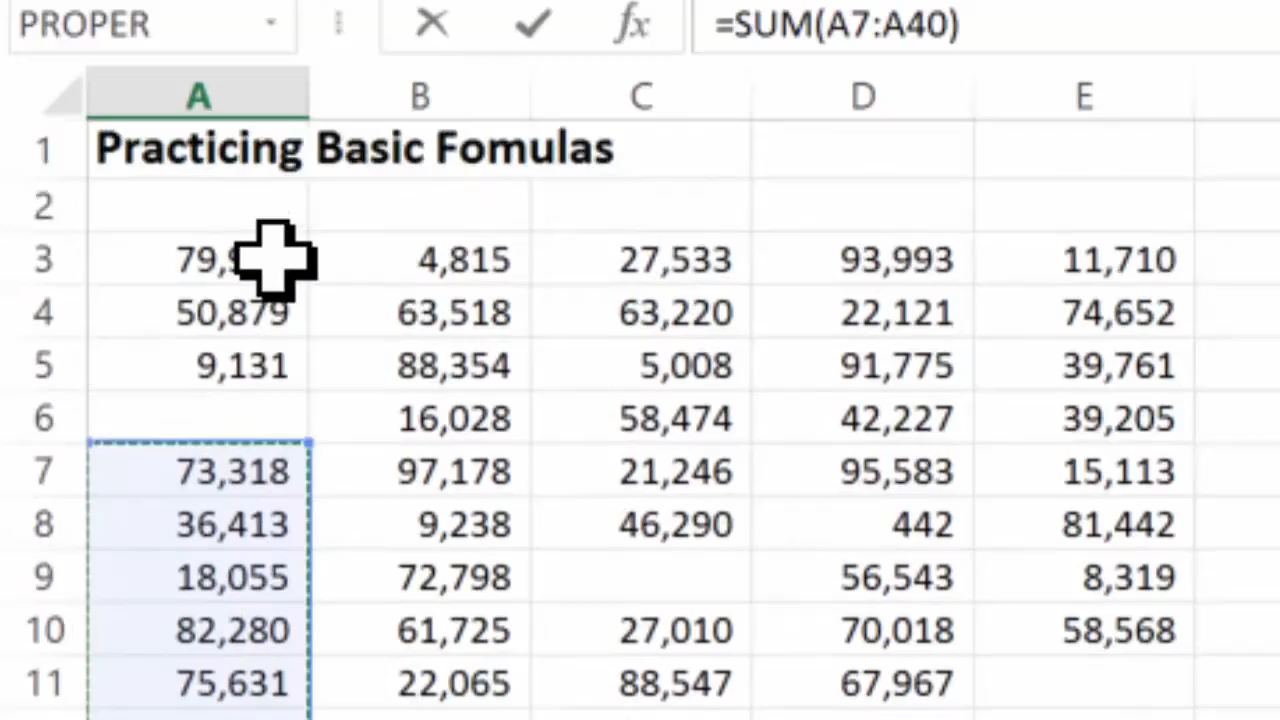 PROPER fx =SUM(A7:A40)
A B C D E
1 Practicing Basic Fomulas
2
3 4,815 27,533 93,993 11,710
4 50,879 63,518 63,220 22,121 74,652
5 9,131 88,354 5,008 91,775 39,761
6 16,028 58,474 42,227 39,205
7 73,318 97,178 21,246 95,583 15,113
8 36,413 9,238 46,290 442 81,442
9 18,055 72,798 56,543 8,319
10 82,280 61,725 27,010 70,018 58,568
11 75,631 22,065 88,547 67,967